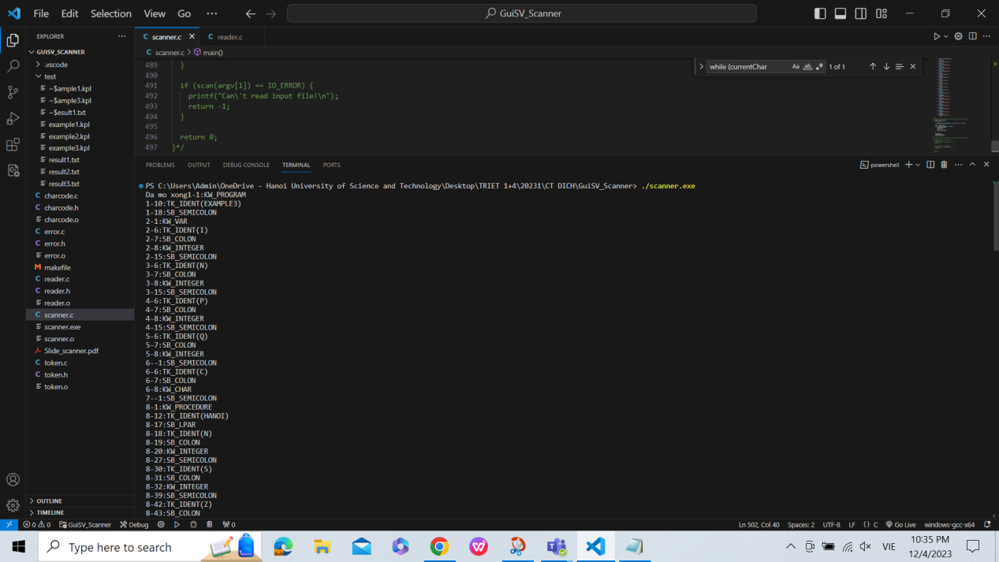 File Edit Selection View Go ··· GuiSV_Scanner
EXPLORER ···
GUISV_SCANNER
.vscode
test
~$ample1.kpl
~$ample3.kpl
~$esult1.txt
example1.kpl
example2.kpl
example3.kpl
result1.txt
result2.txt
result3.txt
charcode.c
charcode.h
charcode.o
error.c
error.h
error.o
makefile
reader.c
reader.h
reader.o
scanner.c
scanner.exe
scanner.o
Slide_scanner.pdf
token.c
token.h
token.o
OUTLINE
TIMELINE
scanner.c reader.c
scanner.c > main()
while (currentChar Aa ab 1 of 1
489 }
490
491 if (scan(argv[1]) == IO_ERROR) {
492 printf("Can\'t read input file!\n");
493 return -1;
494 }
495
496 return 0;
497 }*/
PROBLEMS OUTPUT DEBUG CONSOLE TERMINAL PORTS powershell
PS C:\Users\Admin\OneDrive - Hanoi University of Science and Technology\Desktop\TRIET 1+4\20231\CT DICH\GuiSV_Scanner> ./scanner.exe
Da mo xong1-1:KW_PROGRAM
1-10:TK_IDENT(EXAMPLE3)
1-18:SB_SEMICOLON
2-1:KW_VAR
2-6:TK_IDENT(I)
2-7:SB_COLON
2-8:KW_INTEGER
2-15:SB_SEMICOLON
3-6:TK_IDENT(N)
3-7:SB_COLON
3-8:KW_INTEGER
3-15:SB_SEMICOLON
4-6:TK_IDENT(P)
4-7:SB_COLON
4-8:KW_INTEGER
4-15:SB_SEMICOLON
5-6:TK_IDENT(Q)
5-7:SB_COLON
5-8:KW_INTEGER
6--1:SB_SEMICOLON
6-6:TK_IDENT(C)
6-7:SB_COLON
6-8:KW_CHAR
7--1:SB_SEMICOLON
8-1:KW_PROCEDURE
8-12:TK_IDENT(HANOI)
8-17:SB_LPAR
8-18:TK_IDENT(N)
8-19:SB_COLON
8-20:KW_INTEGER
8-27:SB_SEMICOLON
8-30:TK_IDENT(S)
8-31:SB_COLON
8-32:KW_INTEGER
8-39:SB_SEMICOLON
8-42:TK_IDENT(Z)
8-43:SB_COLON
0 0 GuiSV_Scanner Debug 0 Ln 502, Col 40 Spaces: 2 UTF-8 LF {} C Go Live windows-gcc-x64
Type here to search VIE 10:35 PM
12/4/2023